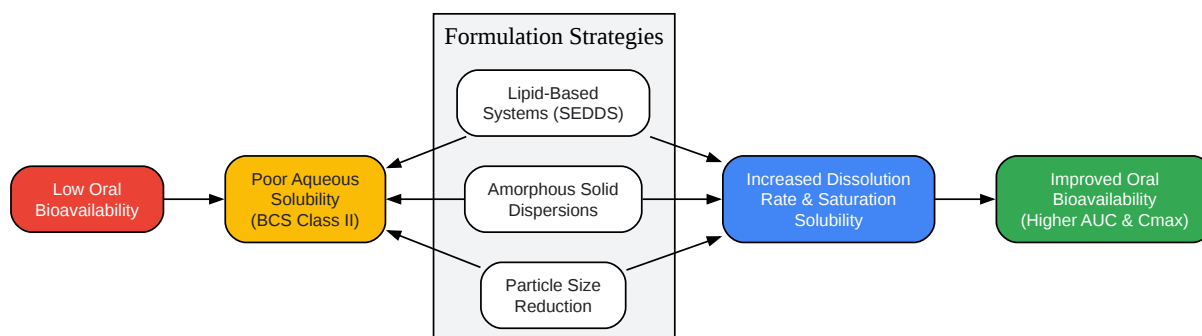 Formulation Strategies
Lipid-Based
Systems (SEDDS)
Low Oral
Bioavailability
Poor Aqueous
Solubility
(BCS Class II)
Amorphous Solid
Dispersions
Increased Dissolution
Rate & Saturation
Solubility
Improved Oral
Bioavailability
(Higher AUC & Cmax)
Particle Size
Reduction